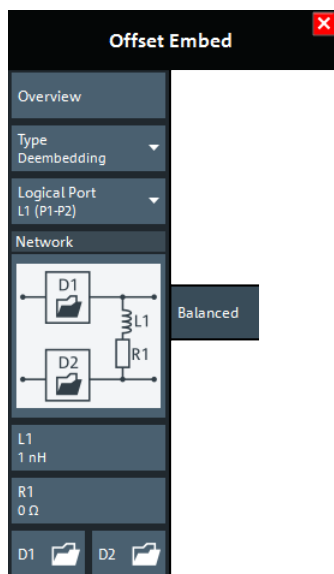 Offset Embed
Overview
Type
Deembedding
Logical Port
L1 (P1-P2)
Network
D1
L1
R1
D2
Balanced
L1
1 nH
R1
0 Ω
D1 D2